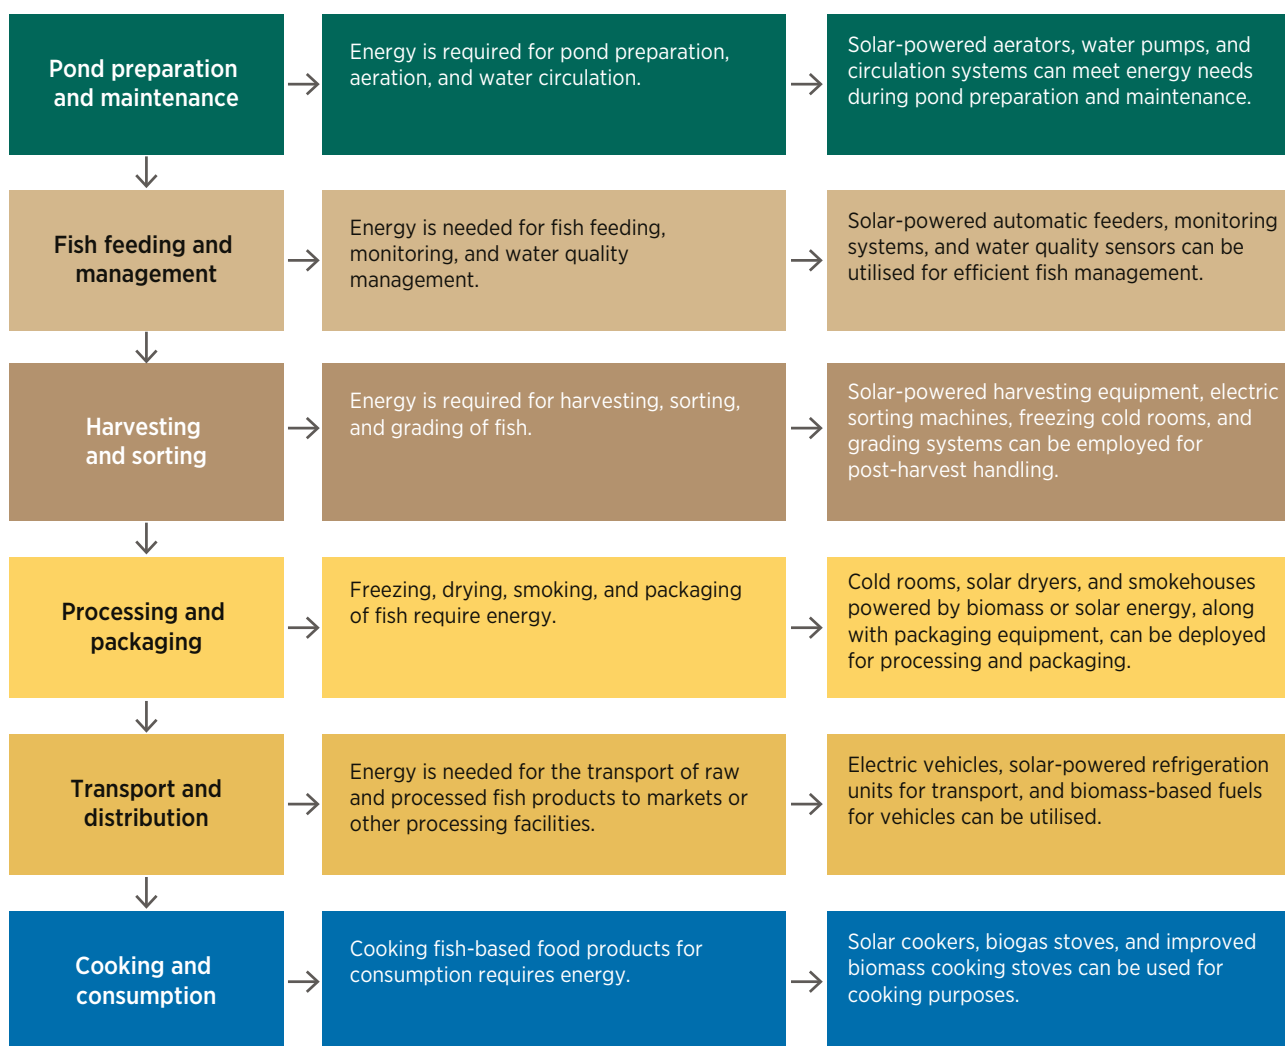 Pond preparation
and maintenance
Energy is required for pond preparation,
aeration, and water circulation.
Solar-powered aerators, water pumps, and
circulation systems can meet energy needs
during pond preparation and maintenance.
Fish feeding and
management
Energy is needed for fish feeding,
monitoring, and water quality
management.
Solar-powered automatic feeders, monitoring
systems, and water quality sensors can be
utilised for efficient fish management.
Harvesting
and sorting
Energy is required for harvesting, sorting,
and grading of fish.
Solar-powered harvesting equipment, electric
sorting machines, freezing cold rooms, and
grading systems can be employed for
post-harvest handling.
Processing and
packaging
Freezing, drying, smoking, and packaging
of fish require energy.
Cold rooms, solar dryers, and smokehouses
powered by biomass or solar energy, along
with packaging equipment, can be deployed
for processing and packaging.
Transport and
distribution
Energy is needed for the transport of raw
and processed fish products to markets or
other processing facilities.
Electric vehicles, solar-powered refrigeration
units for transport, and biomass-based fuels
for vehicles can be utilised.
Cooking and
consumption
Cooking fish-based food products for
consumption requires energy.
Solar cookers, biogas stoves, and improved
biomass cooking stoves can be used for
cooking purposes.